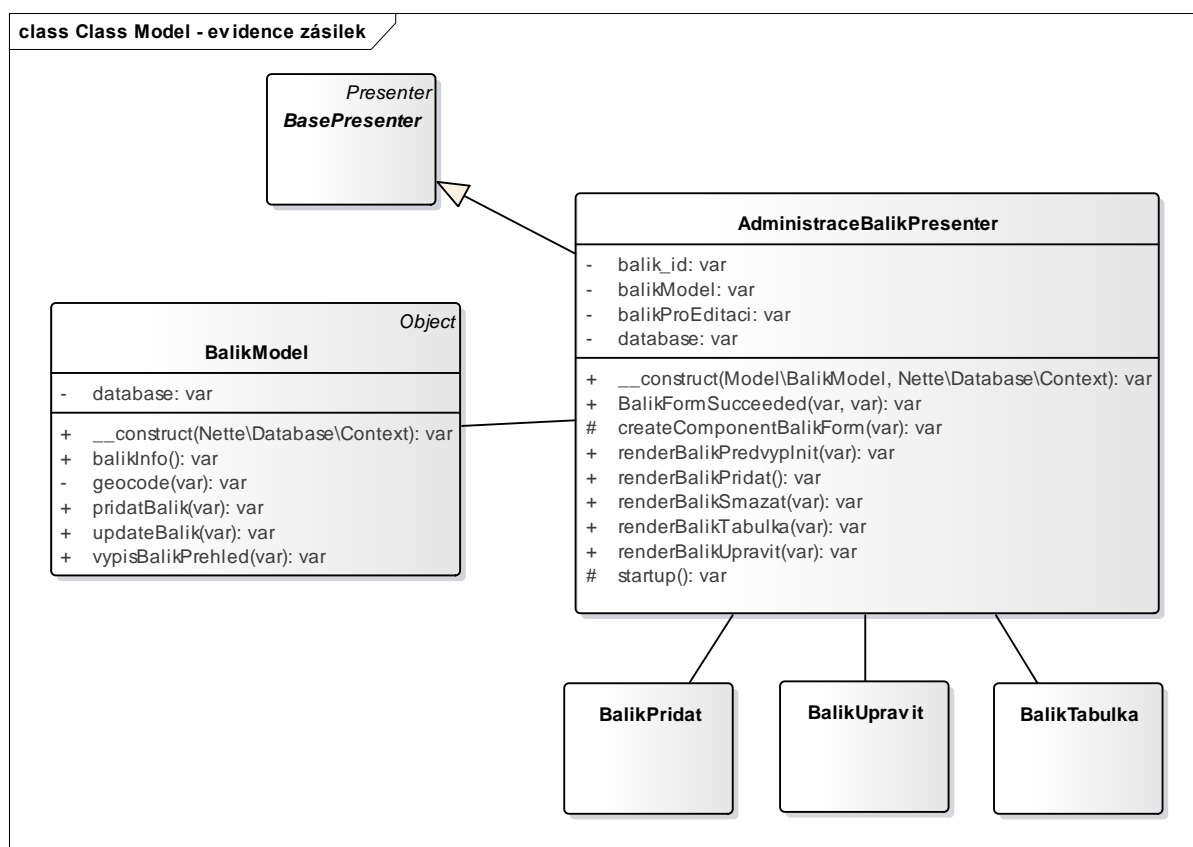 class Class Model - evidence zásilek
Presenter
BasePresenter
AdministraceBalikPresenter
- balik_id: var
- balikModel: var
- balikProEditaci: var
- database: var
+ __construct(Model\BalikModel, Nette\Database\Context): var
+ BalikFormSucceeded(var, var): var
# createComponentBalikForm(var): var
+ renderBalikPredvypInit(var): var
+ renderBalikPridat(): var
+ renderBalikSmazat(var): var
+ renderBalikTabulka(var): var
+ renderBalikUpravit(var): var
# startup(): var
Object
BalikModel
- database: var
+ __construct(Nette\Database\Context): var
+ balikInfo(): var
- geocode(var): var
+ pridatBalik(var): var
+ updateBalik(var): var
+ vypisBalikPrehled(var): var
BalikPridat
BalikUpravit
BalikTabulka